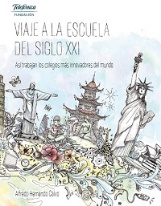 Telefónica
FUNDACIÓN
VIAJE A LA ESCUELA
DEL SIGLO XXI
Así trabajan los colegios más innovadores del mundo
Alfredo Hernando Calvo